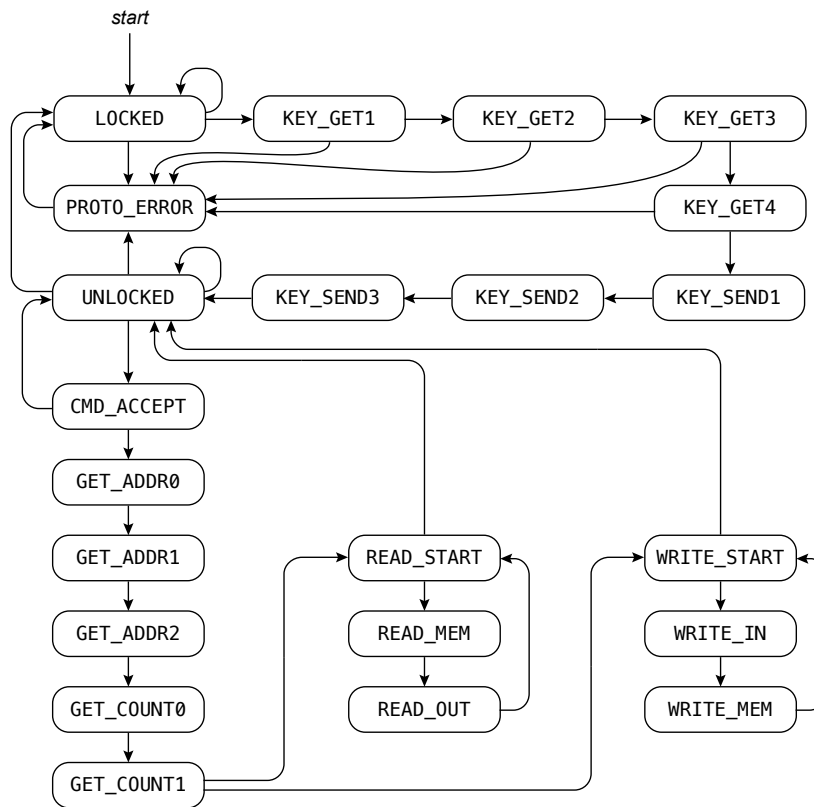 start
LOCKED
KEY_GET1
KEY_GET2
KEY_GET3
PROTO_ERROR
KEY_GET4
UNLOCKED
KEY_SEND3
KEY_SEND2
KEY_SEND1
CMD_ACCEPT
GET_ADDR0
GET_ADDR1
READ_START
WRITE_START
GET_ADDR2
READ_MEM
WRITE_IN
GET_COUNT0
READ_OUT
WRITE_MEM
GET_COUNT1